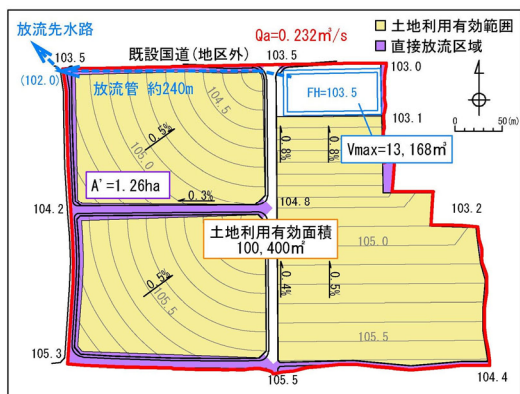 放流先水路
103.5
既設国道(地区外)
Qa=0.232㎥/s
103.5
103.0
土地利用有効範囲
直接放流区域
(102.0)
放流管 約240m
104.5
FH=103.5
0 50(m)
103.1
0.5%
105.0
0.8%
0.8%
Vmax=13,168㎥
A'=1.26ha
0.3%
104.8
104.2
103.2
土地利用有効面積
100,400㎡
105.0
0.5%
105.5
0.4%
0.5%
105.5
105.3
105.5
104.4